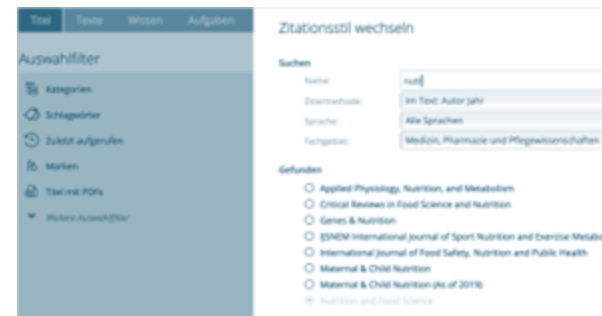 Titel Texte Wissen Aufgaben
Auswahlfilter
Kategorien
Schlagwörter
Zuletzt aufgerufen
Marken
Titel mit PDFs
Weitere Auswahlfilter
Zitationsstil wechseln
Suchen
Name: nutri
Zitiermethode: Im Text: Autor Jahr
Sprache: Alle Sprachen
Fachgebiet: Medizin, Pharmazie und Pflegewissenschaften
Gefunden
Applied Physiology, Nutrition, and Metabolism
Critical Reviews in Food Science and Nutrition
Genes & Nutrition
IJSNEM International Journal of Sport Nutrition and Exercise Metabo
International Journal of Food Safety, Nutrition and Public Health
Maternal & Child Nutrition
Maternal & Child Nutrition (As of 2019)
Nutrition and Food Science